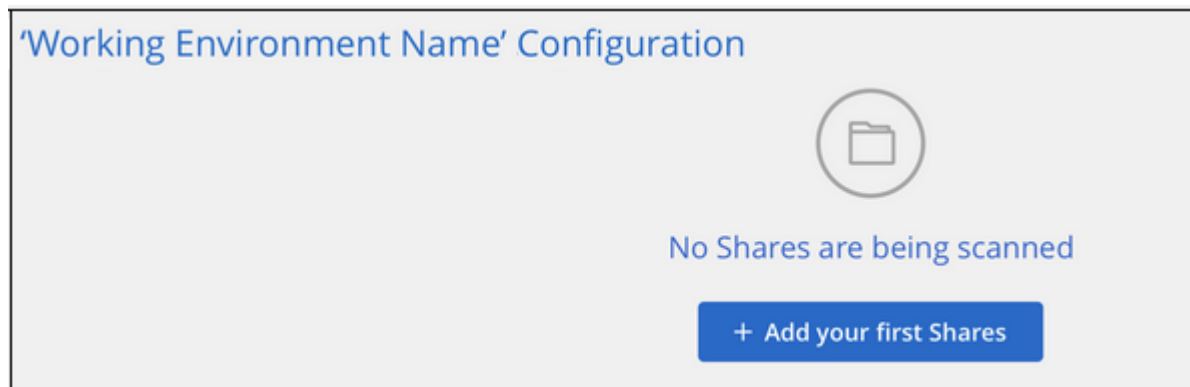 ‘Working Environment Name’ Configuration
No Shares are being scanned
+ Add your first Shares